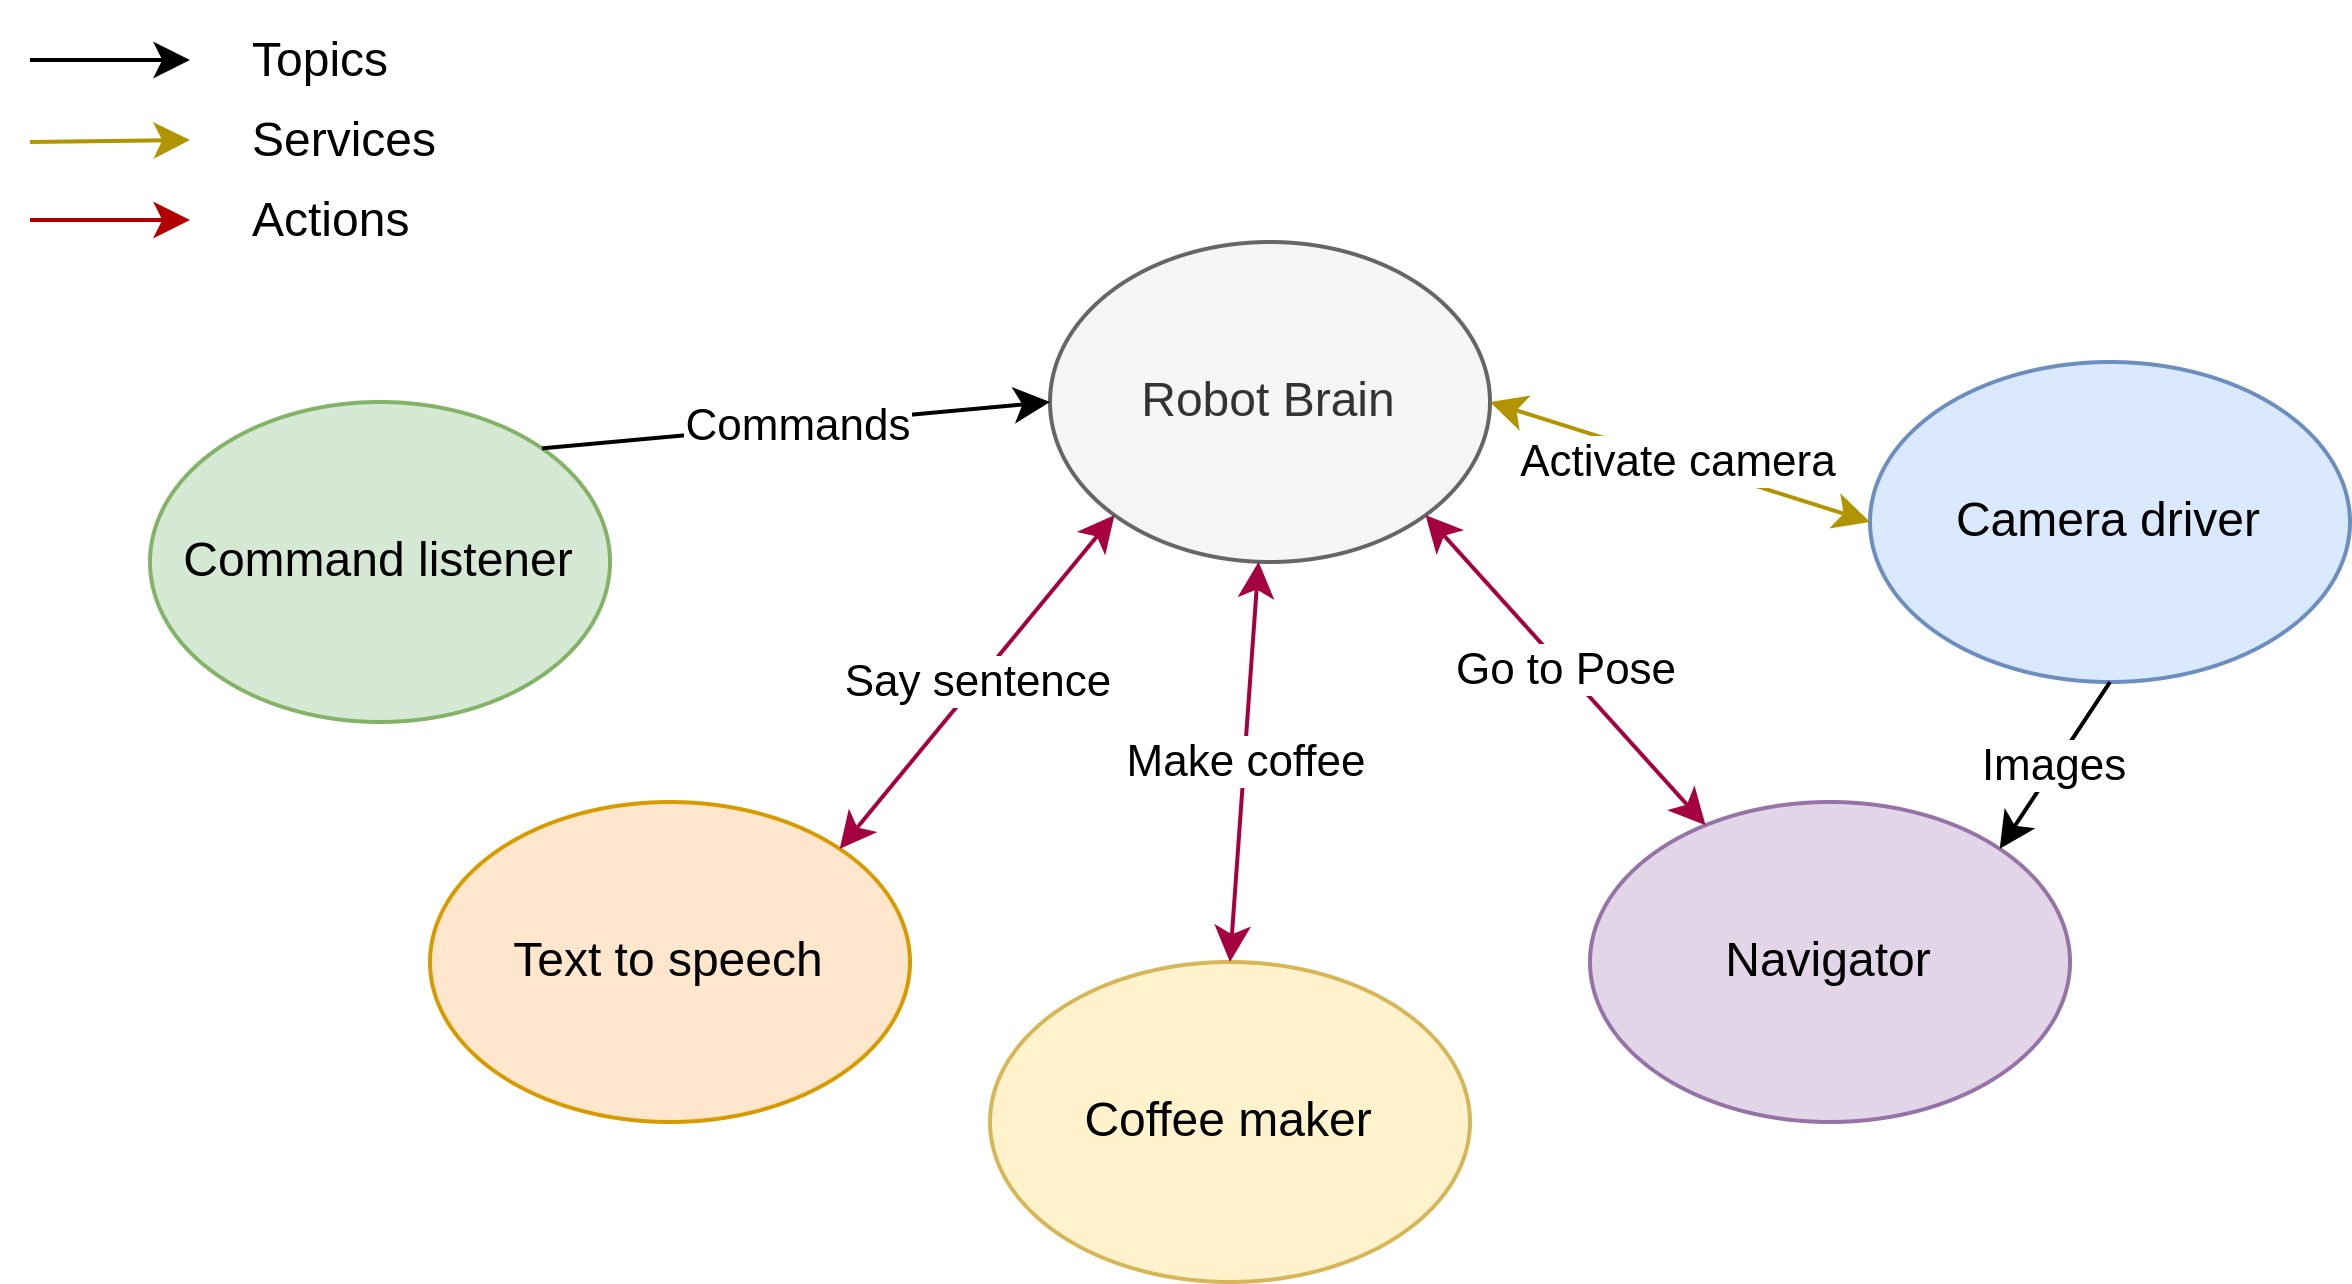 Topics
Services
Actions
Robot Brain
Commands
Activate camera
Camera driver
Command listener
Say sentence
Go to Pose
Make coffee
Images
Text to speech
Navigator
Coffee maker